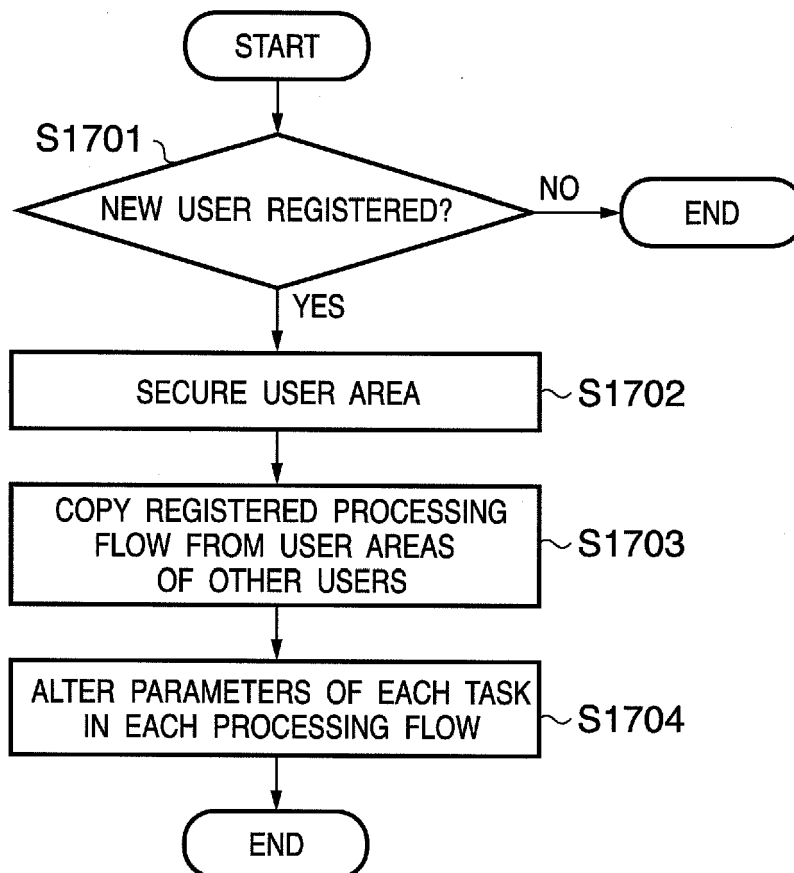 START
S1701
NEW USER REGISTERED?
NO
END
YES
SECURE USER AREA
S1702
COPY REGISTERED PROCESSING
FLOW FROM USER AREAS
OF OTHER USERS
S1703
ALTER PARAMETERS OF EACH TASK
IN EACH PROCESSING FLOW
S1704
END